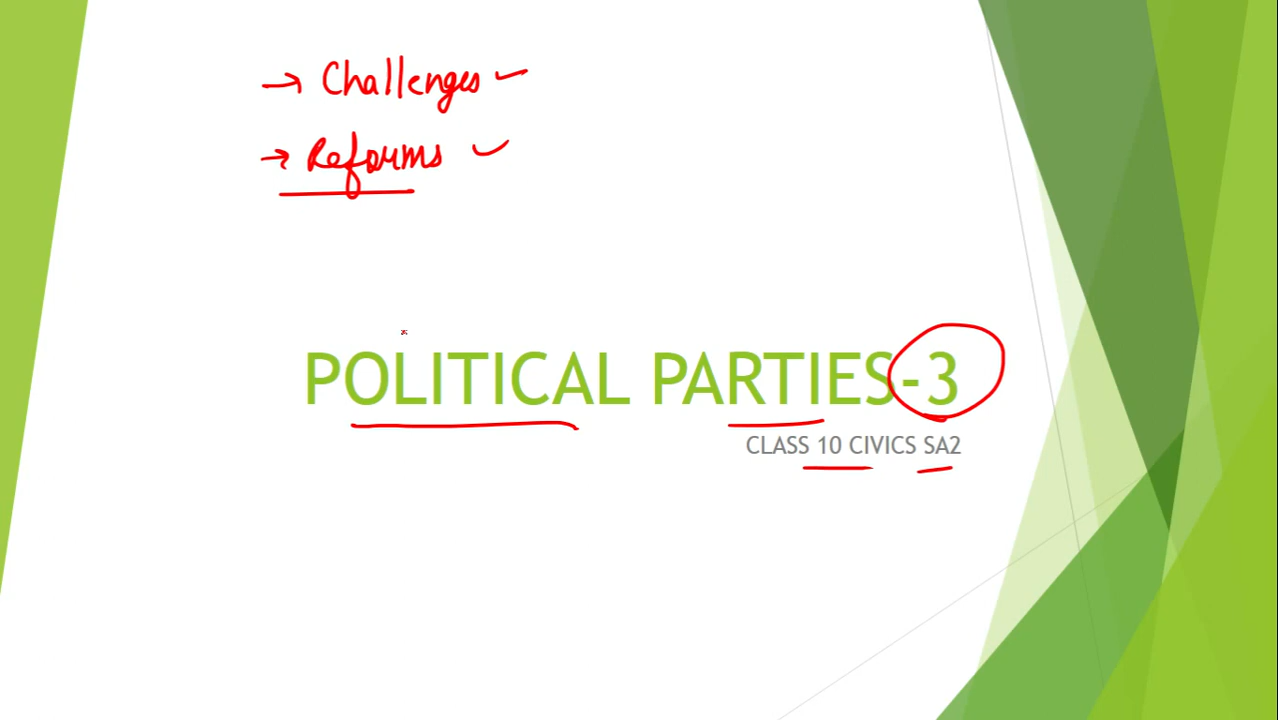 → Challenges ✓
→ Reforms ✓
POLITICAL PARTIES-3
CLASS 10 CIVICS SA2